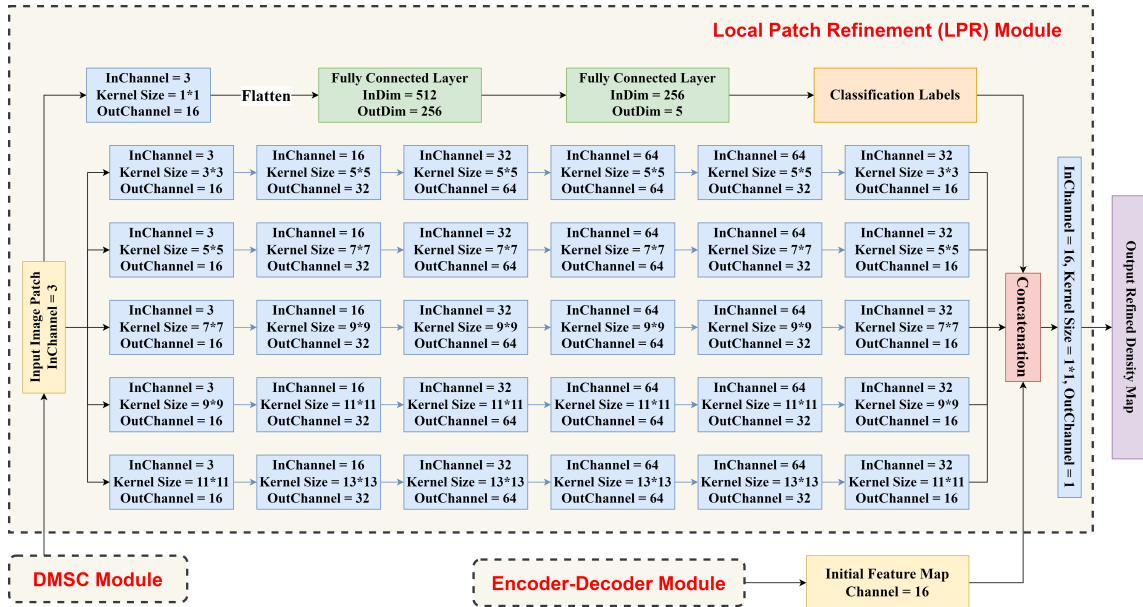 Local Patch Refinement (LPR) Module
InChannel = 3
Kernel Size = 1*1
OutChannel = 16
Flatten
Fully Connected Layer
InDim = 512
OutDim = 256
Fully Connected Layer
InDim = 256
OutDim = 5
Classification Labels
Input Image Patch
InChannel = 3
InChannel = 3
Kernel Size = 3*3
OutChannel = 16
InChannel = 16
Kernel Size = 5*5
OutChannel = 32
InChannel = 32
Kernel Size = 5*5
OutChannel = 64
InChannel = 64
Kernel Size = 5*5
OutChannel = 64
InChannel = 64
Kernel Size = 5*5
OutChannel = 32
InChannel = 32
Kernel Size = 3*3
OutChannel = 16
InChannel = 3
Kernel Size = 5*5
OutChannel = 16
InChannel = 16
Kernel Size = 7*7
OutChannel = 32
InChannel = 32
Kernel Size = 7*7
OutChannel = 64
InChannel = 64
Kernel Size = 7*7
OutChannel = 64
InChannel = 64
Kernel Size = 7*7
OutChannel = 32
InChannel = 32
Kernel Size = 5*5
OutChannel = 16
InChannel = 3
Kernel Size = 7*7
OutChannel = 16
InChannel = 16
Kernel Size = 9*9
OutChannel = 32
InChannel = 32
Kernel Size = 9*9
OutChannel = 64
InChannel = 64
Kernel Size = 9*9
OutChannel = 64
InChannel = 64
Kernel Size = 9*9
OutChannel = 32
InChannel = 32
Kernel Size = 7*7
OutChannel = 16
InChannel = 3
Kernel Size = 9*9
OutChannel = 16
InChannel = 16
Kernel Size = 11*11
OutChannel = 32
InChannel = 32
Kernel Size = 11*11
OutChannel = 64
InChannel = 64
Kernel Size = 11*11
OutChannel = 64
InChannel = 64
Kernel Size = 11*11
OutChannel = 32
InChannel = 32
Kernel Size = 9*9
OutChannel = 16
InChannel = 3
Kernel Size = 11*11
OutChannel = 16
InChannel = 16
Kernel Size = 13*13
OutChannel = 32
InChannel = 32
Kernel Size = 13*13
OutChannel = 64
InChannel = 64
Kernel Size = 13*13
OutChannel = 64
InChannel = 64
Kernel Size = 13*13
OutChannel = 32
InChannel = 32
Kernel Size = 11*11
OutChannel = 16
Concatenation
InChannel = 16, Kernel Size = 1*1, OutChannel = 1
Output Refined Density Map
DMSC Module
Encoder-Decoder Module
Initial Feature Map
Channel = 16